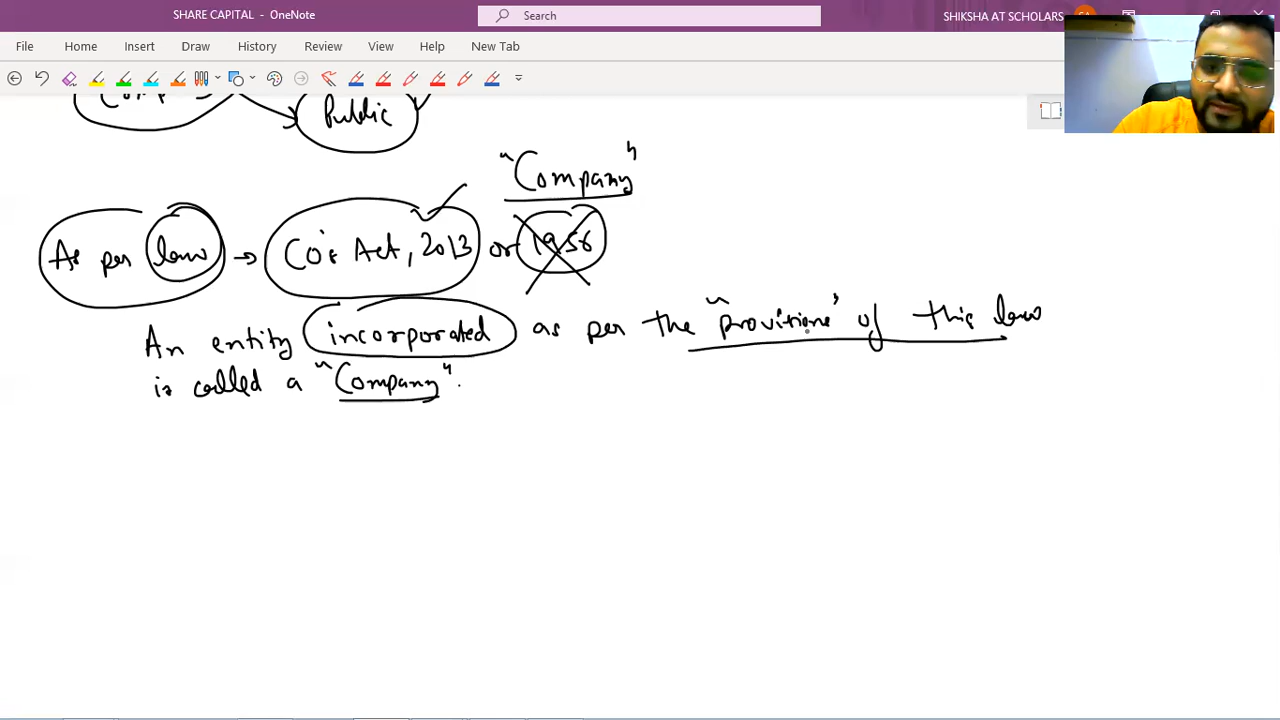 SHARE CAPITAL - OneNote
Search
SHIKSHA AT SCHOLARS
File Home Insert Draw History Review View Help New Tab
Public
"Company"
As per law → Co's Act, 2013 or 1956
An entity incorporated as per the "provisions" of this law
is called a "Company".